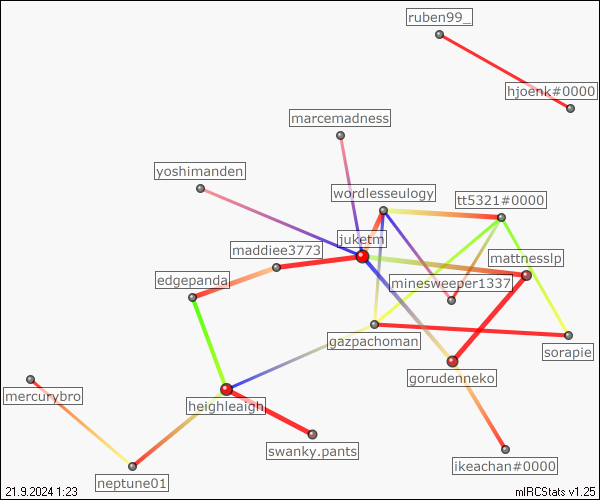 ruben99_
hjoenk#0000
marcemadness
yoshimanden
wordlesseulogy
tt5321#0000
juketm
maddiee3773
mattnesslp
edgepanda
minesweeper1337
gazpachoman
sorapie
gorudenneko
mercurybro
heighleaigh
swanky.pants
ikeachan#0000
neptune01
21.9.2024 1:23
mIRCStats v1.25